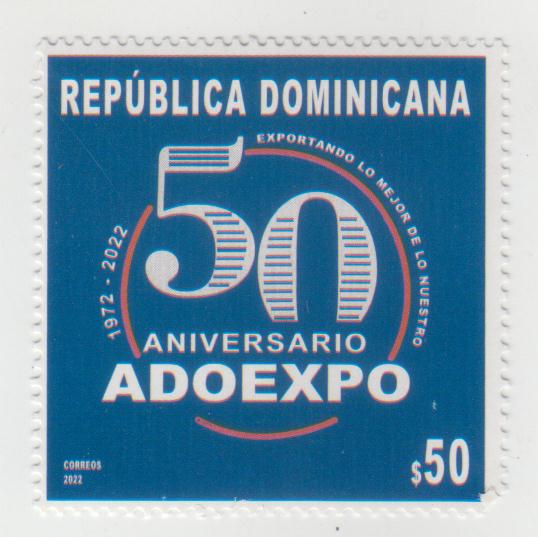 REPÚBLICA DOMINICANA
EXPORTANDO LO MEJOR DE LO NUESTRO
1972 - 2022
50
ANIVERSARIO
ADOEXPO
CORREOS
2022
$50